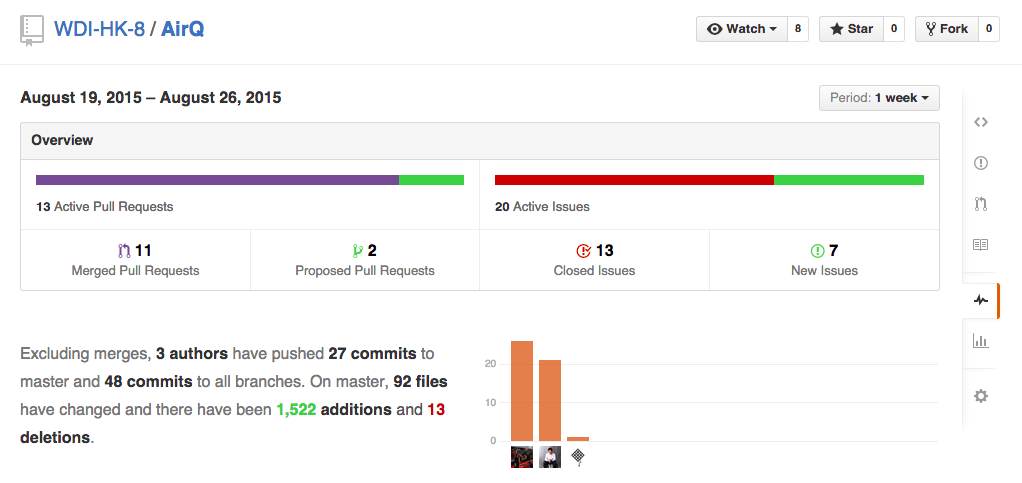 WDI-HK-8 / AirQ
Watch 8 Star 0 Fork 0
August 19, 2015 – August 26, 2015
Period: 1 week
Overview
13 Active Pull Requests
20 Active Issues
11
Merged Pull Requests
2
Proposed Pull Requests
13
Closed Issues
7
New Issues
Excluding merges, 3 authors have pushed 27 commits to
master and 48 commits to all branches. On master, 92 files
have changed and there have been 1,522 additions and 13
deletions.
20
10
0